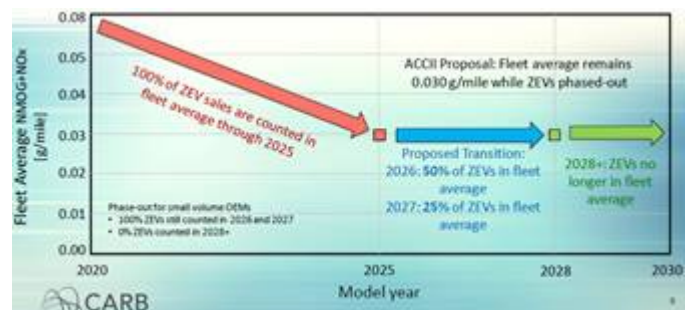 0.08
0.05
0.04
0.03
0.02
0.01
0.00
Fleet Average NMOG+NOx
[g/mile]
100% of ZEV sales are counted in
fleet average through 2025
ACCII Proposal: Fleet average remains
0.030 g/mile while ZEVs phased-out
Proposed Transition:
2026: 50% of ZEVs in fleet
average
2027: 25% of ZEVs in fleet
average
2028+: ZEVs no
longer in fleet
average
Phase-out for small volume OEMs
• 100% ZEVs still counted in 2026 and 2027
• 0% ZEVs counted in 2028+
2020
2025
2028
2030
Model year
CARB